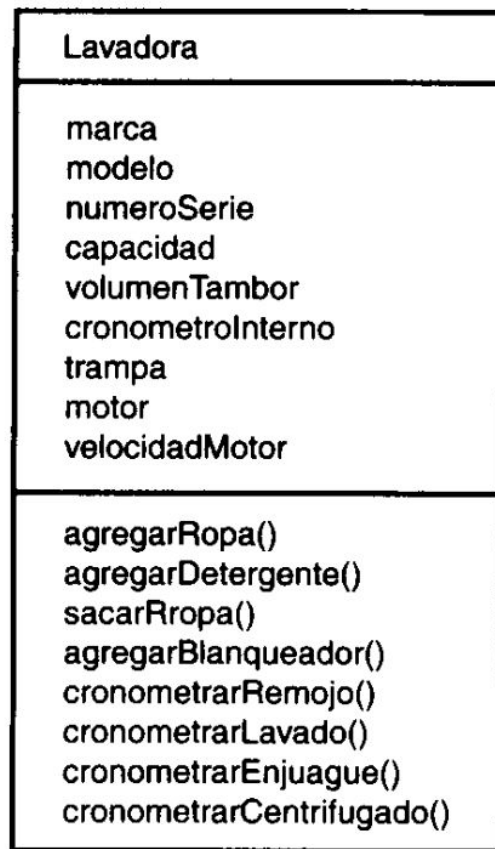 Lavadora
marca
modelo
numeroSerie
capacidad
volumenTambor
cronometroInterno
trampa
motor
velocidadMotor
agregarRopa()
agregarDetergente()
sacarRropa()
agregarBlanqueador()
cronometrarRemojo()
cronometrarLavado()
cronometrarEnjuague()
cronometrarCentrifugado()